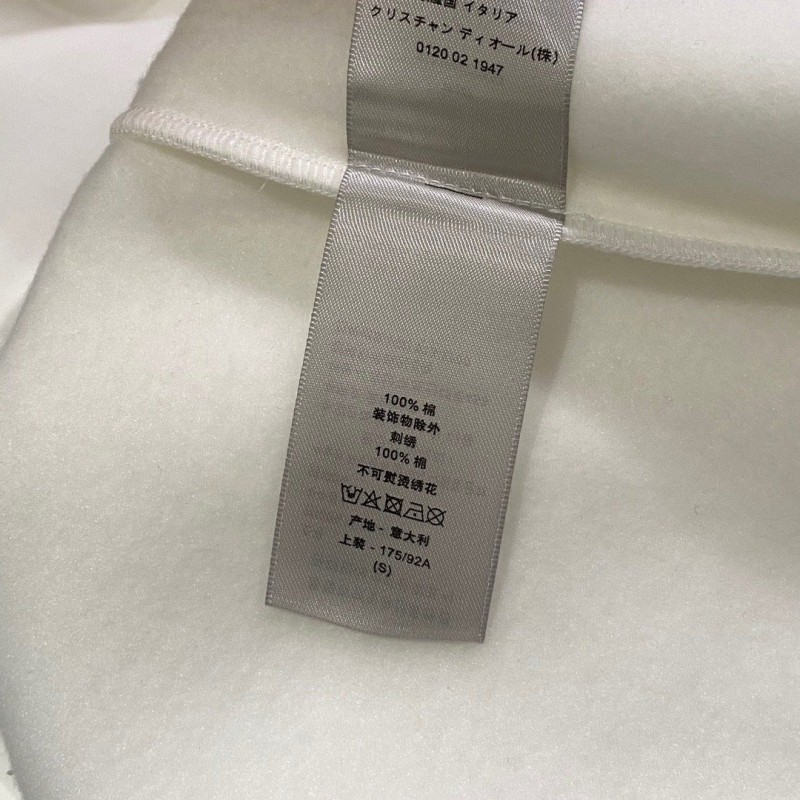 イタリア
クリスチャン ディオール(株)
0120 02 1947
100% 棉
装饰物除外
刺绣
100% 棉
不可熨烫绣花
产地 - 意大利
上装 - 175/92A
(S)